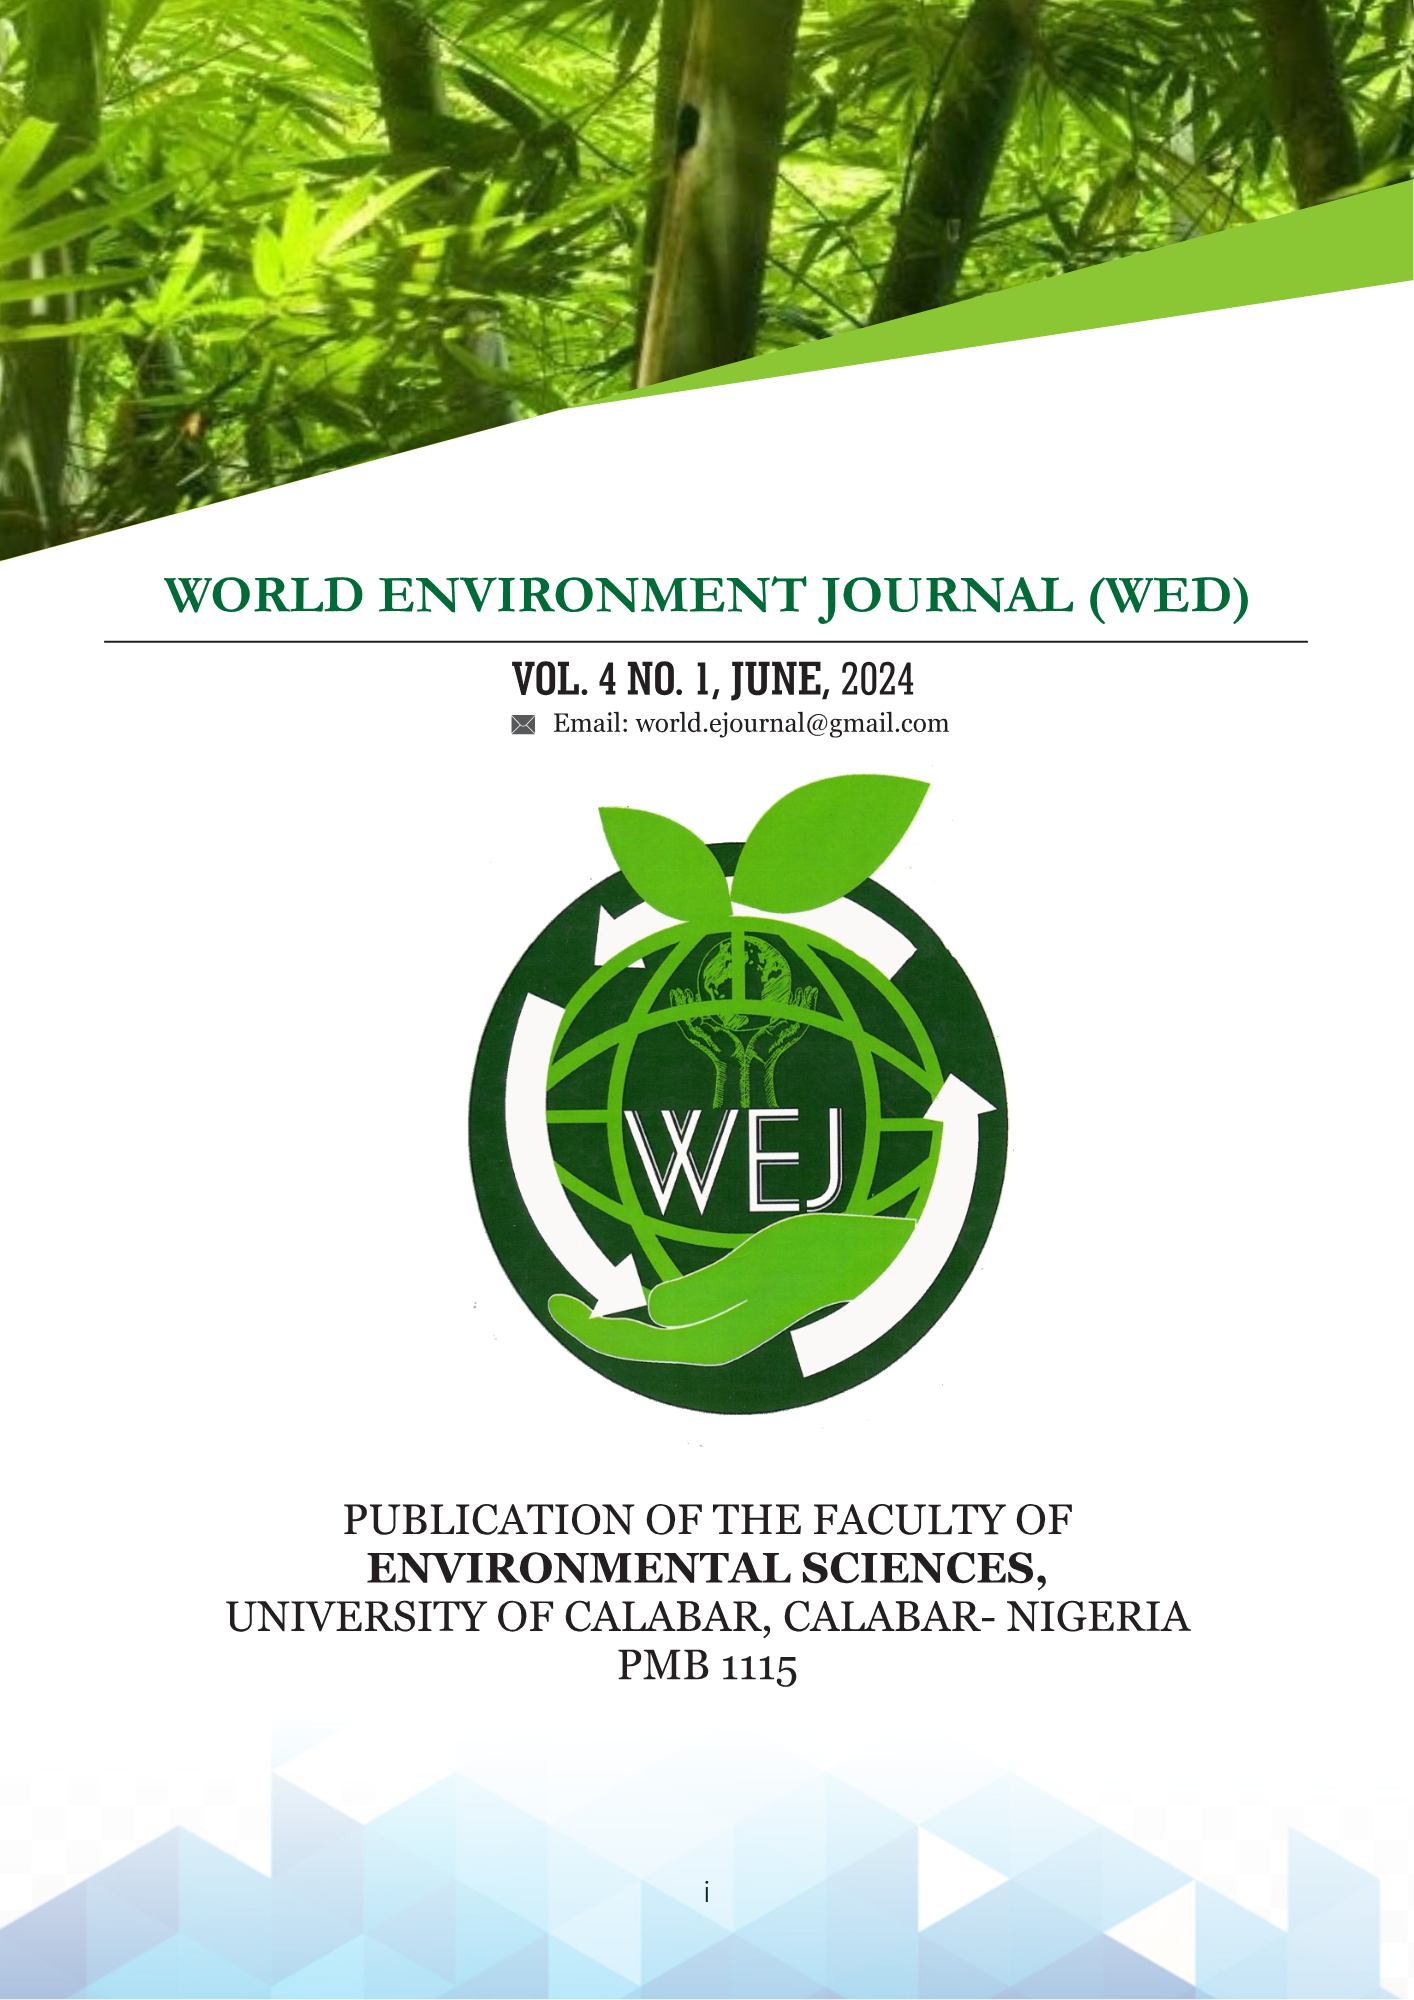 WORLD ENVIRONMENT JOURNAL (WED)
VOL. 4 NO. 1, JUNE, 2024
Email: world.ejournal@gmail.com
WEJ
PUBLICATION OF THE FACULTY OF
ENVIRONMENTAL SCIENCES,
UNIVERSITY OF CALABAR, CALABAR- NIGERIA
PMB 1115
i